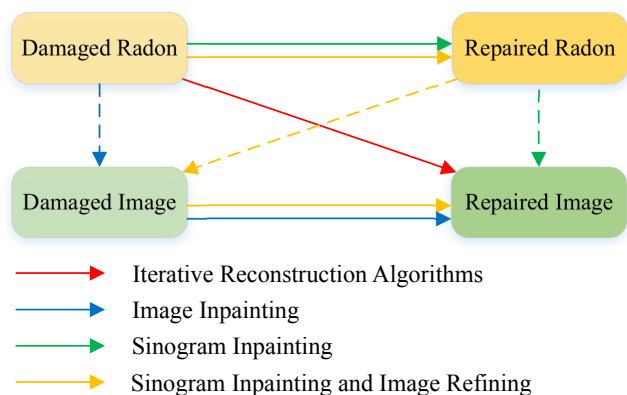 Damaged Radon
Repaired Radon
Damaged Image
Repaired Image
Iterative Reconstruction Algorithms
Image Inpainting
Sinogram Inpainting
Sinogram Inpainting and Image Refining